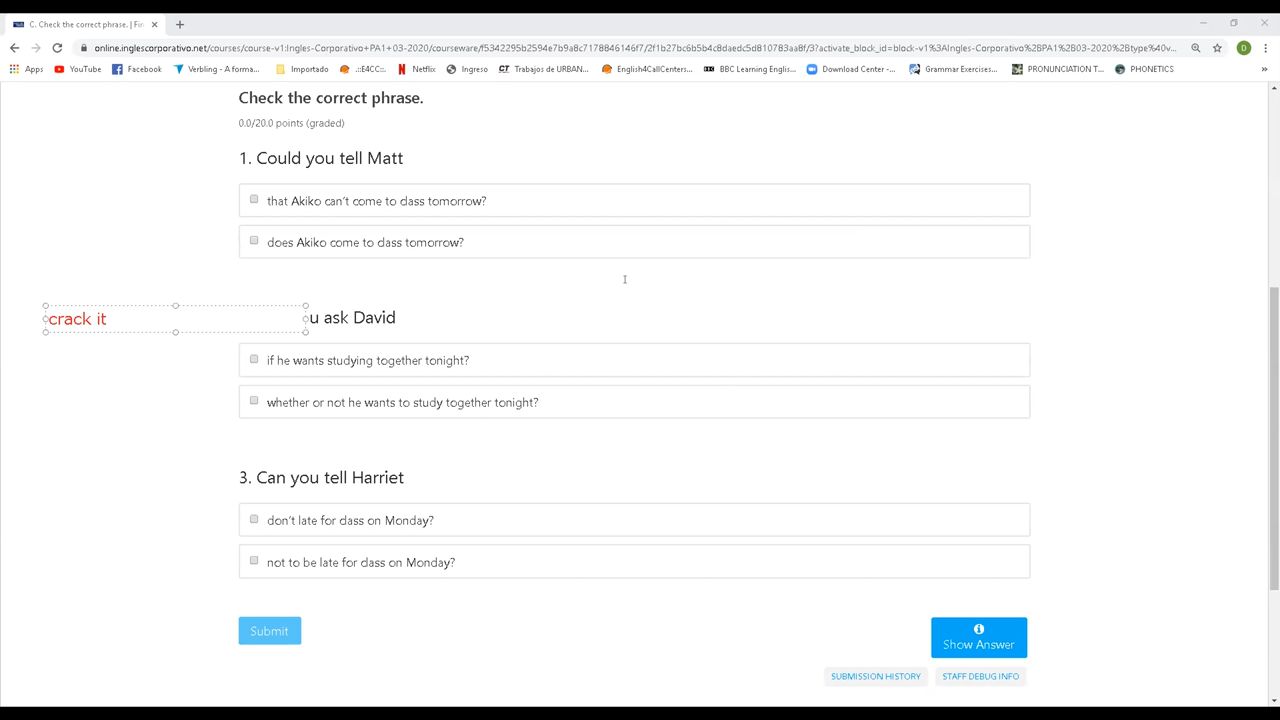 C. Check the correct phrase. | Fin
online.inglescorporativo.net/courses/course-v1:Ingles-Corporativo+PA1+03-2020/courseware/f5342295b2594e7b9a8c7178846146f7/2f1b27bc6b5b4c8daedc5d810783aa8f/3?activate_block_id=block-v1%3AIngles-Corporativo%2BPA1%2B03-2020%2Btype%40v...
Apps YouTube Facebook Verbling - A forma... Importado .::E4CC::. Netflix Ingreso Trabajos de URBAN... English4CallCenters... BBC Learning Englis... Download Center -... Grammar Exercises... PRONUNCIATION T... PHONETICS
Check the correct phrase.
0.0/20.0 points (graded)
1. Could you tell Matt
that Akiko can't come to class tomorrow?
does Akiko come to class tomorrow?
crack it u ask David
if he wants studying together tonight?
whether or not he wants to study together tonight?
3. Can you tell Harriet
don't late for class on Monday?
not to be late for class on Monday?
Submit
Show Answer
SUBMISSION HISTORY STAFF DEBUG INFO